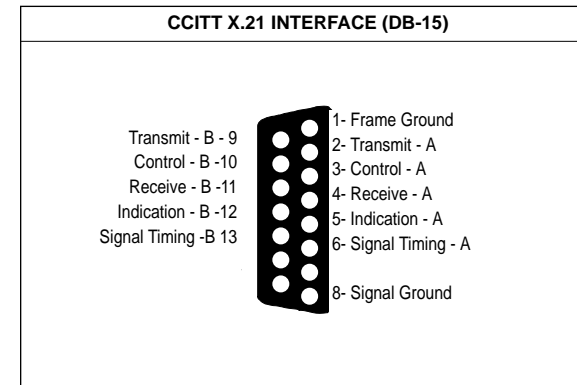 CCITT X.21 INTERFACE (DB-15)
Transmit - B - 9
Control - B -10
Receive - B -11
Indication - B -12
Signal Timing -B 13
1- Frame Ground
2- Transmit - A
3- Control - A
4- Receive - A
5- Indication - A
6- Signal Timing - A
8- Signal Ground